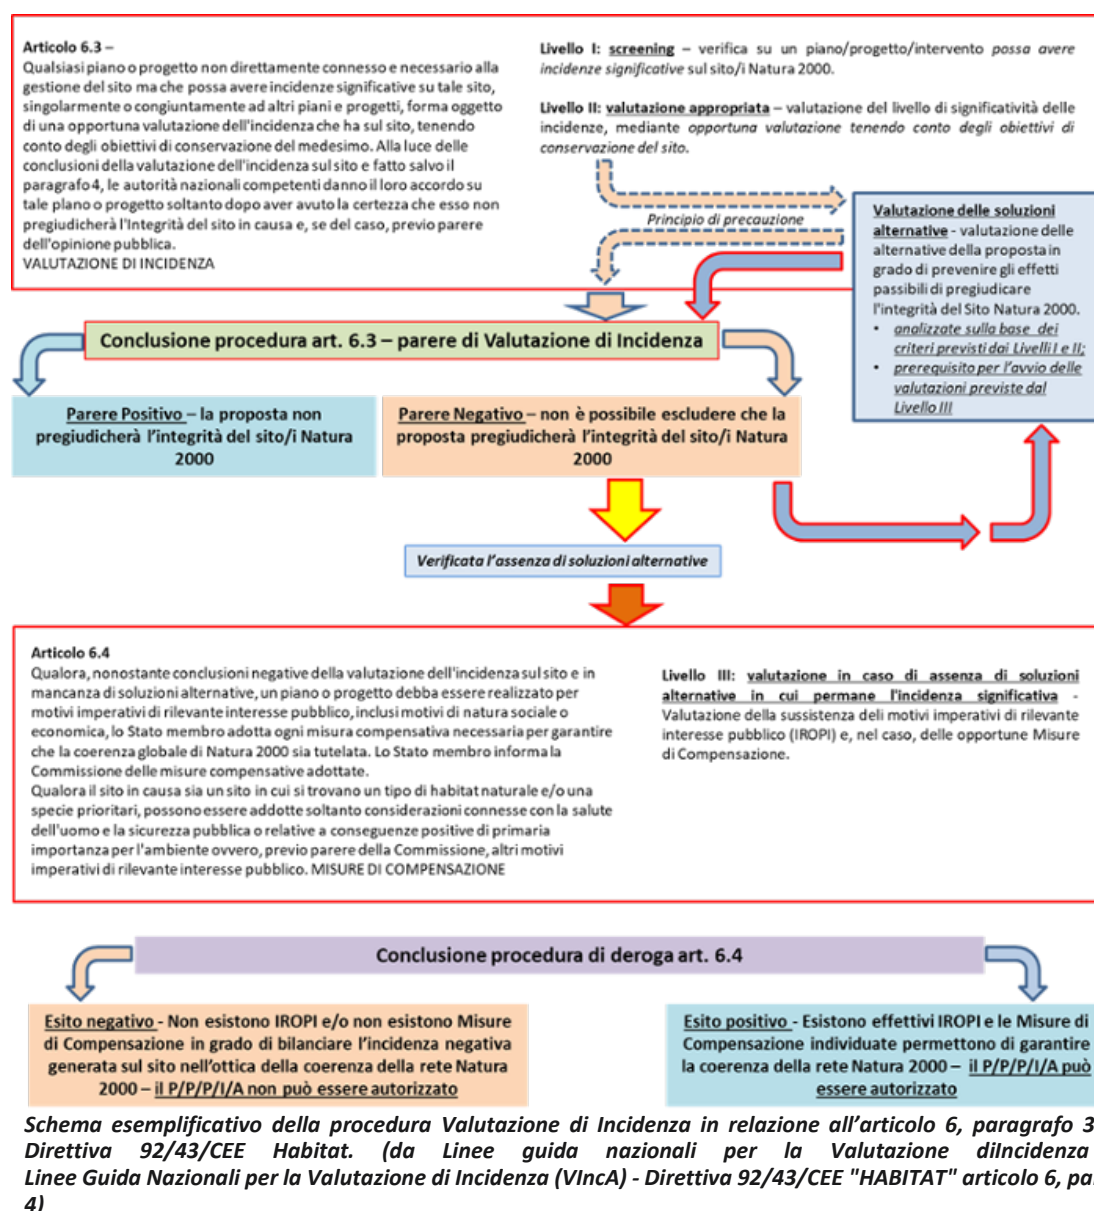 Articolo 6.3 –
Qualsiasi piano o progetto non direttamente connesso e necessario alla
gestione del sito ma che possa avere incidenze significative su tale sito,
singolarmente o congiuntamente ad altri piani e progetti, forma oggetto
di una opportuna valutazione dell'incidenza che ha sul sito, tenendo
conto degli obiettivi di conservazione del medesimo. Alla luce delle
conclusioni della valutazione dell'incidenza sul sito e fatto salvo il
paragrafo 4, le autorità nazionali competenti danno il loro accordo su
tale piano o progetto soltanto dopo aver avuto la certezza che esso non
pregiudicherà l'Integrità del sito in causa e, se del caso, previo parere
dell'opinione pubblica.
VALUTAZIONE DI INCIDENZA
Livello I: screening – verifica su un piano/progetto/intervento possa avere
incidenze significative sul sito/i Natura 2000.
Livello II: valutazione appropriata – valutazione del livello di significatività delle
incidenze, mediante opportuna valutazione tenendo conto degli obiettivi di
conservazione del sito.
Principio di precauzione
Valutazione delle soluzioni
alternative - valutazione delle
alternative della proposta in
grado di prevenire gli effetti
passibili di pregiudicare
l'integrità del Sito Natura 2000.
• analizzate sulla base dei
criteri previsti dai Livelli I e II;
• prerequisito per l'avvio delle
valutazioni previste dal
Livello III
Conclusione procedura art. 6.3 – parere di Valutazione di Incidenza
Parere Positivo – la proposta non
pregiudicherà l'integrità del sito/i Natura
2000
Parere Negativo – non è possibile escludere che la
proposta pregiudicherà l'integrità del sito/i Natura
2000
Verificata l'assenza di soluzioni alternative
Articolo 6.4
Qualora, nonostante conclusioni negative della valutazione dell'incidenza sul sito e in
mancanza di soluzioni alternative, un piano o progetto debba essere realizzato per
motivi imperativi di rilevante interesse pubblico, inclusi motivi di natura sociale o
economica, lo Stato membro adotta ogni misura compensativa necessaria per garantire
che la coerenza globale di Natura 2000 sia tutelata. Lo Stato membro informa la
Commissione delle misure compensative adottate.
Qualora il sito in causa sia un sito in cui si trovano un tipo di habitat naturale e/o una
specie prioritari, possono essere addotte soltanto considerazioni connesse con la salute
dell'uomo e la sicurezza pubblica o relative a conseguenze positive di primaria
importanza per l'ambiente ovvero, previo parere della Commissione, altri motivi
imperativi di rilevante interesse pubblico. MISURE DI COMPENSAZIONE
Livello III: valutazione in caso di assenza di soluzioni
alternative in cui permane l'incidenza significativa -
Valutazione della sussistenza deli motivi imperativi di rilevante
interesse pubblico (IROPI) e, nel caso, delle opportune Misure
di Compensazione.
Conclusione procedura di deroga art. 6.4
Esito negativo - Non esistono IROPI e/o non esistono Misure
di Compensazione in grado di bilanciare l'incidenza negativa
generata sul sito nell'ottica della coerenza della rete Natura
2000 – il P/P/P/I/A non può essere autorizzato
Esito positivo - Esistono effettivi IROPI e le Misure di
Compensazione individuate permettono di garantire
la coerenza della rete Natura 2000 – il P/P/P/I/A può
essere autorizzato
Schema esemplificativo della procedura Valutazione di Incidenza in relazione all'articolo 6, paragrafo 3
Direttiva 92/43/CEE Habitat. (da Linee guida nazionali per la Valutazione diIncidenza
Linee Guida Nazionali per la Valutazione di Incidenza (VIncA) - Direttiva 92/43/CEE "HABITAT" articolo 6, pa
4)